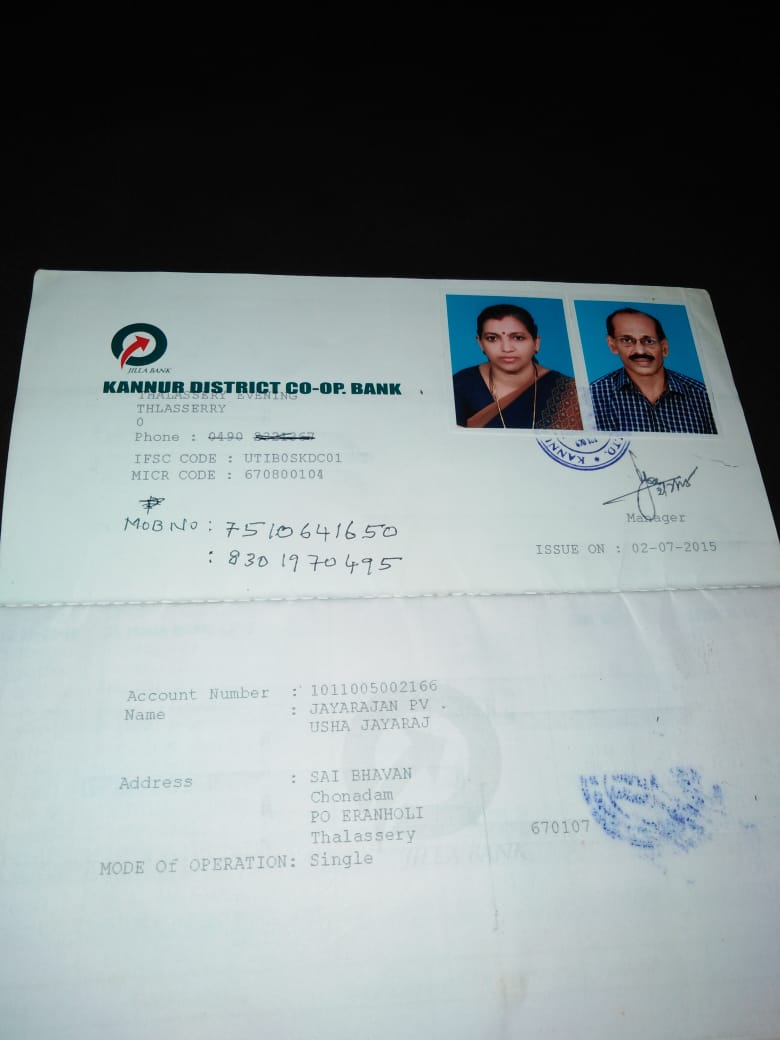 JILLA BANK
KANNUR DISTRICT CO-OP. BANK
THALASSERY EVENING
THLASSERRY
0
Phone : 0490
IFSC CODE : UTIB0SKDC01
MICR CODE : 670800104
MOB NO : 7510641650
: 8301970495
LTD. * KANN
Manager
ISSUE ON : 02-07-2015
Account Number : 1011005002166
Name : JAYARAJAN PV .
USHA JAYARAJ
Address : SAI BHAVAN
Chonadam
PO ERANHOLI
Thalassery 670107
MODE Of OPERATION: Single
JILLA BANK